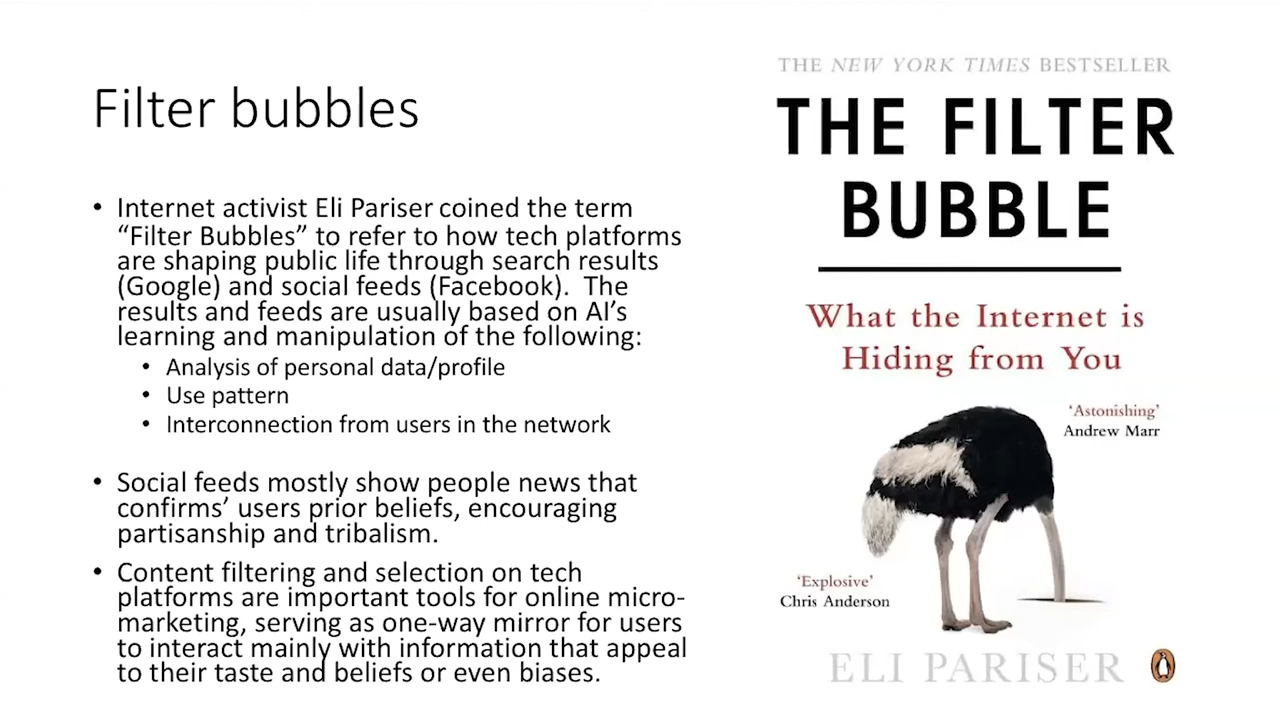 Filter bubbles
• Internet activist Eli Pariser coined the term
“Filter Bubbles” to refer to how tech platforms
are shaping public life through search results
(Google) and social feeds (Facebook).  The
results and feeds are usually based on AI’s
learning and manipulation of the following:
• Analysis of personal data/profile
• Use pattern
• Interconnection from users in the network
• Social feeds mostly show people news that
confirms’ users prior beliefs, encouraging
partisanship and tribalism.
• Content filtering and selection on tech
platforms are important tools for online micro-
marketing, serving as one-way mirror for users
to interact mainly with information that appeal
to their taste and beliefs or even biases.
THE NEW YORK TIMES BESTSELLER
THE FILTER
BUBBLE
What the Internet is
Hiding from You
‘Astonishing’
Andrew Marr
‘Explosive’
Chris Anderson
ELI PARISER